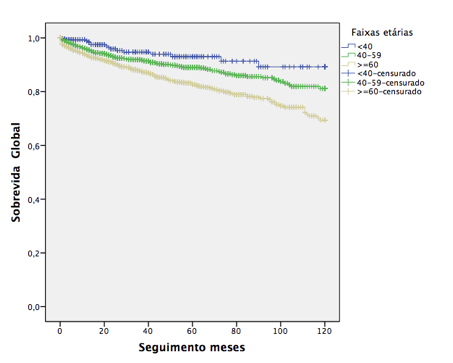 Faixas etárias
<40
40-59
>=60
<40-censurado
40-59-censurado
>=60-censurado
Sobrevida Global
1,0
0,8
0,6
0,4
0,2
0,0
0 20 40 60 80 100 120
Seguimento meses